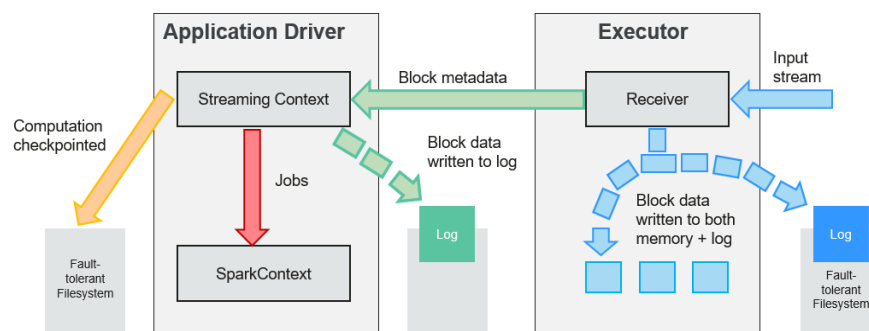 Application Driver
Executor
Input
stream
Block metadata
Streaming Context
Receiver
Computation
checkpointed
Block data
written to log
Jobs
Block data
written to both
memory + log
Log
Log
SparkContext
Fault-
tolerant
Filesystem
Fault-
tolerant
Filesystem